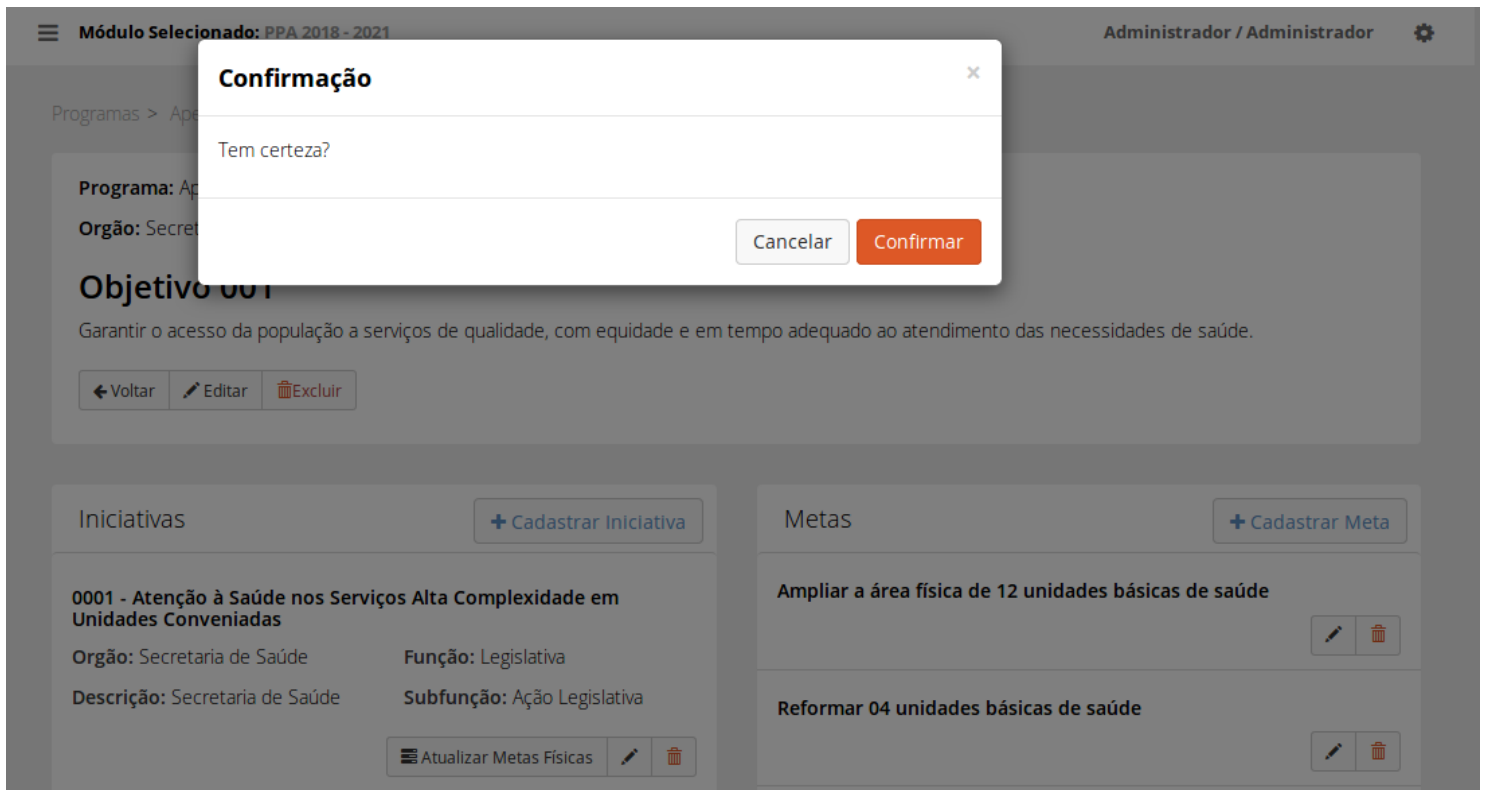 Módulo Selecionado: PPA 2018 - 2021
Administrador / Administrador
Confirmação
×
Programas >
Tem certeza?
Programa:
Orgão:
Cancelar
Confirmar
Objetivo 001
Garantir o acesso da população a serviços de qualidade, com equidade e em tempo adequado ao atendimento das necessidades de saúde.
Voltar
Editar
Excluir
Iniciativas
+ Cadastrar Iniciativa
0001 - Atenção à Saúde nos Serviços Alta Complexidade em
Unidades Conveniadas
Orgão: Secretaria de Saúde
Função: Legislativa
Descrição: Secretaria de Saúde
Subfunção: Ação Legislativa
Atualizar Metas Físicas
Metas
+ Cadastrar Meta
Ampliar a área física de 12 unidades básicas de saúde
Reformar 04 unidades básicas de saúde